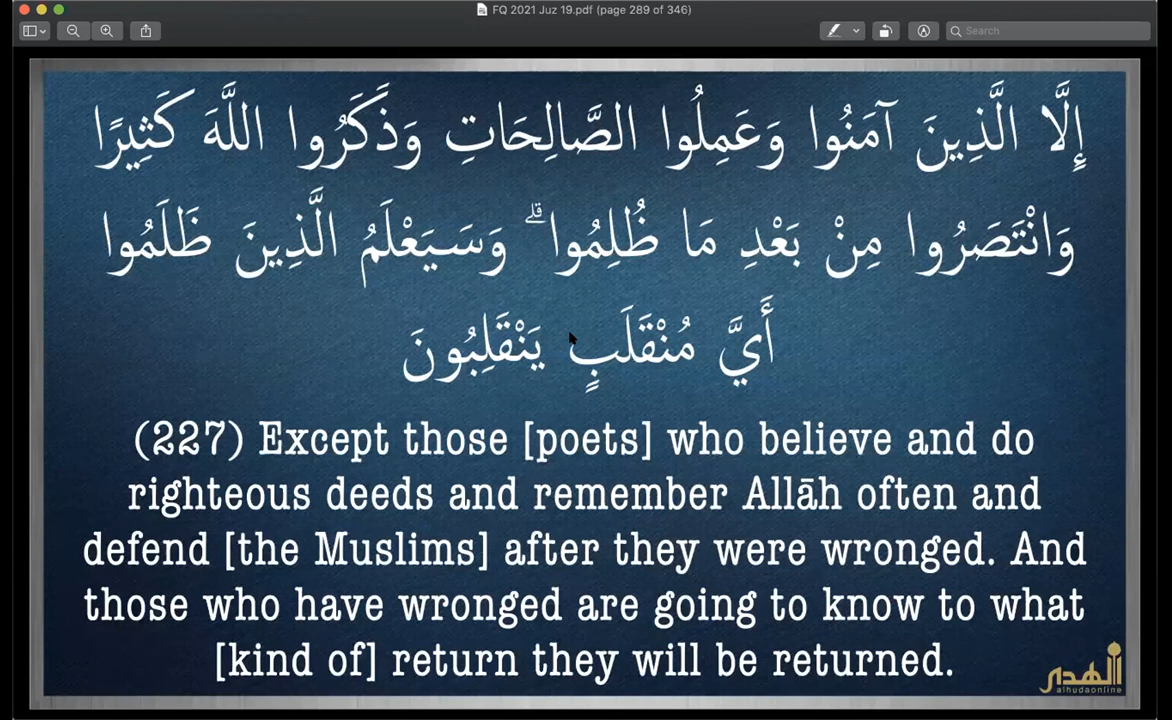 FQ 2021 Juz 19.pdf (page 289 of 346)
Search
إِلَّا الَّذِينَ آمَنُوا وَعَمِلُوا الصَّالِحَاتِ وَذَكَرُوا اللَّهَ كَثِيرًا
وَانْتَصَرُوا مِنْ بَعْدِ مَا ظُلِمُوا ۗ وَسَيَعْلَمُ الَّذِينَ ظَلَمُوا
أَيَّ مُنْقَلَبٍ يَنْقَلِبُونَ
(227) Except those [poets] who believe and do
righteous deeds and remember Allāh often and
defend [the Muslims] after they were wronged. And
those who have wronged are going to know to what
[kind of] return they will be returned.
الهدى
alhudaonline